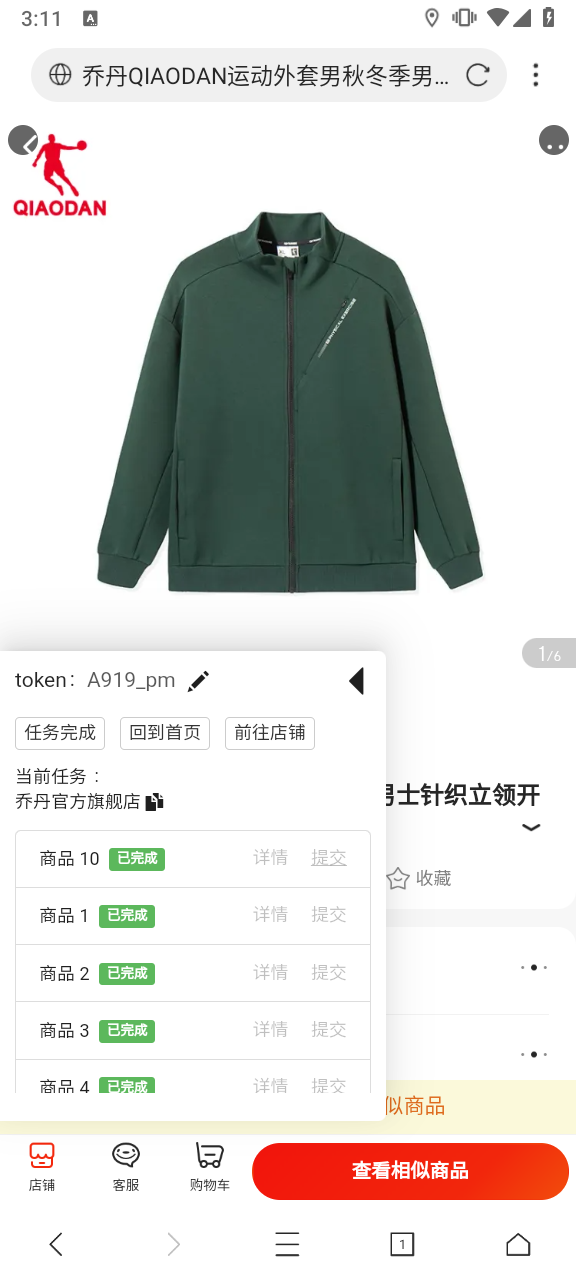 3:11
A
乔丹QIAODAN运动外套男秋冬季男...
QIAODAN
1/6
token: A919_pm
任务完成 回到首页 前往店铺
当前任务：
乔丹官方旗舰店
男士针织立领开
收藏
商品 10 已完成 详情 提交
商品 1 已完成 详情 提交
商品 2 已完成 详情 提交
商品 3 已完成 详情 提交
商品 4 已完成 详情 提交
似商品
店铺 客服 购物车 查看相似商品
1